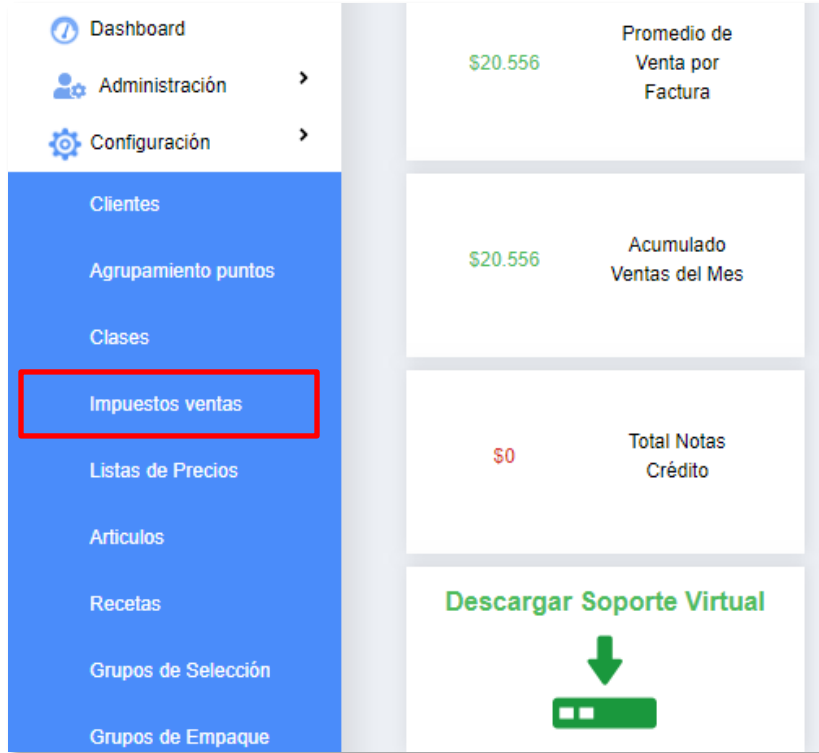 Dashboard
Administración
Configuración
Clientes
Agrupamiento puntos
Clases
Impuestos ventas
Listas de Precios
Articulos
Recetas
Grupos de Selección
Grupos de Empaque
$20.556
Promedio de
Venta por
Factura
$20.556
Acumulado
Ventas del Mes
$0
Total Notas
Crédito
Descargar Soporte Virtual